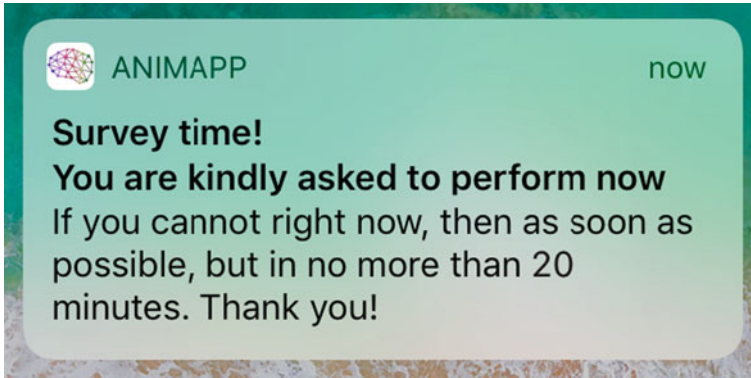 ANIMAPP now
Survey time!
You are kindly asked to perform now
If you cannot right now, then as soon as
possible, but in no more than 20
minutes. Thank you!